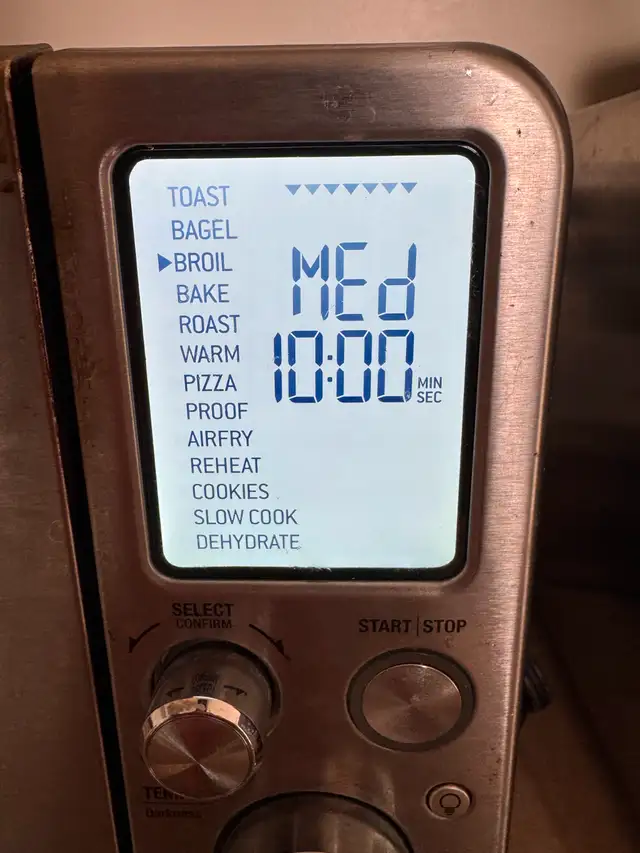 TOAST
BAGEL
BROIL
BAKE
ROAST
WARM
PIZZA
PROOF
AIRFRY
REHEAT
COOKIES
SLOW COOK
DEHYDRATE
MEd
10:00
MIN
SEC
SELECT
CONFIRM
START | STOP
Darkness